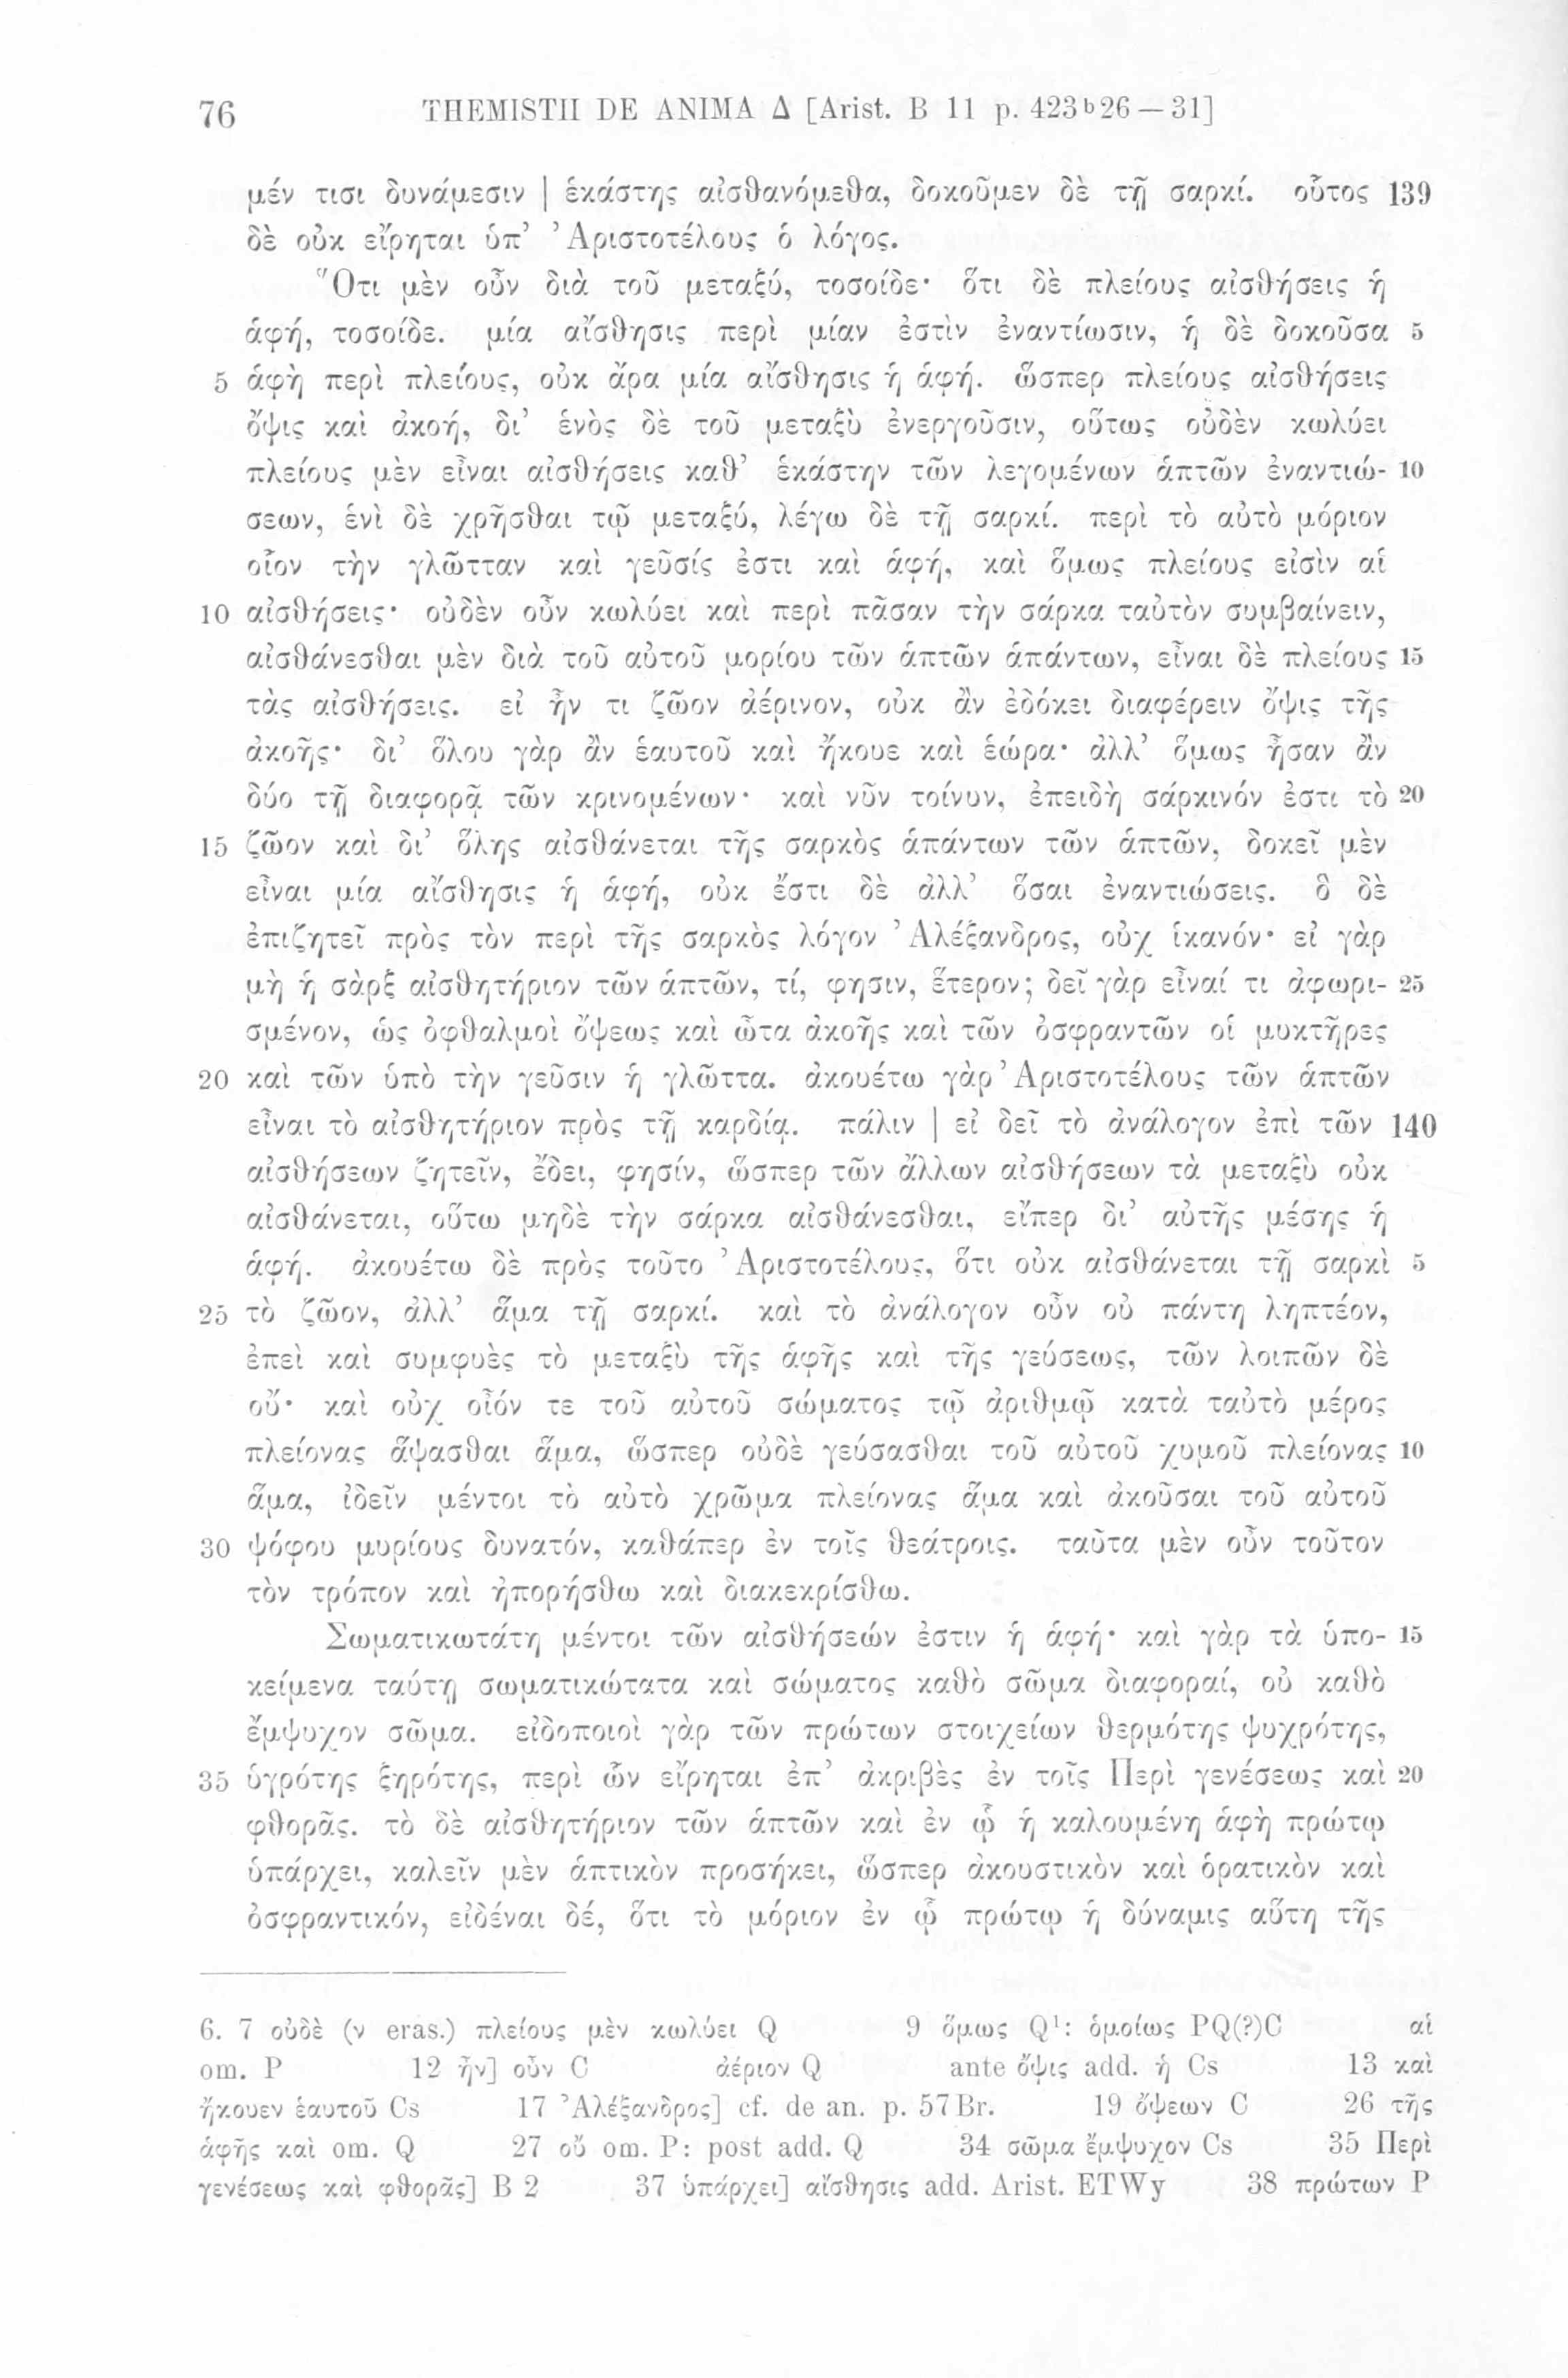 76 THEMISTII DE ANIMA Δ [Arist. B 11 p. 423ᵇ26 — 31]
μέν τισι δυνάμεσιν | ἑκάστης αἰσθανόμεθα, δοκοῦμεν δὲ τῇ σαρκί. οὗτος 139
δὲ οὐκ εἴρηται ὑπ’ Ἀριστοτέλους ὁ λόγος.
Ὅτι μὲν οὖν διὰ τοῦ μεταξύ, τοσοίδε· ὅτι δὲ πλείους αἰσθήσεις ἡ
ἁφή, τοσοίδε. μία αἴσθησις περὶ μίαν ἐστὶν ἐναντίωσιν, ἡ δὲ δοκοῦσα 5
5 ἁφὴ περὶ πλείους, οὐκ ἄρα μία αἴσθησις ἡ ἁφή. ὥσπερ πλείους αἰσθήσεις
ὄψις καὶ ἀκοή, δι’ ἑνὸς δὲ τοῦ μεταξὺ ἐνεργοῦσιν, οὕτως οὐδὲν κωλύει
πλείους μὲν εἶναι αἰσθήσεις καθ’ ἑκάστην τῶν λεγομένων ἁπτῶν ἐναντιώ- 10
σεων, ἑνὶ δὲ χρῆσθαι τῷ μεταξύ, λέγω δὲ τῇ σαρκί. περὶ τὸ αὐτὸ μόριον
οἷον τὴν γλῶτταν καὶ γεῦσίς ἐστι καὶ ἁφή, καὶ ὅμως πλείους εἰσὶν αἱ
10 αἰσθήσεις· οὐδὲν οὖν κωλύει καὶ περὶ πᾶσαν τὴν σάρκα ταὐτὸν συμβαίνειν,
αἰσθάνεσθαι μὲν διὰ τοῦ αὐτοῦ μορίου τῶν ἁπτῶν ἁπάντων, εἶναι δὲ πλείους 15
τὰς αἰσθήσεις. εἰ ἦν τι ζῶον ἀέρινον, οὐκ ἂν ἐδόκει διαφέρειν ὄψις τῆς
ἀκοῆς· δι’ ὅλου γὰρ ἂν ἑαυτοῦ καὶ ἤκουε καὶ ἑώρα· ἀλλ’ ὅμως ἦσαν ἂν
δύο τῇ διαφορᾷ τῶν κρινομένων· καὶ νῦν τοίνυν, ἐπειδὴ σάρκινόν ἐστι τὸ 20
15 ζῶον καὶ δι’ ὅλης αἰσθάνεται τῆς σαρκὸς ἁπάντων τῶν ἁπτῶν, δοκεῖ μὲν
εἶναι μία αἴσθησις ἡ ἁφή, οὐκ ἔστι δὲ ἀλλ’ ὅσαι ἐναντιώσεις. ὃ δὲ
ἐπιζητεῖ πρὸς τὸν περὶ τῆς σαρκὸς λόγον Ἀλέξανδρος, οὐχ ἱκανόν· εἰ γὰρ
μὴ ἡ σὰρξ αἰσθητήριον τῶν ἁπτῶν, τί, φησιν, ἕτερον; δεῖ γὰρ εἶναί τι ἀφωρι- 25
σμένον, ὡς ὀφθαλμοὶ ὄψεως καὶ ὦτα ἀκοῆς καὶ τῶν ὀσφραντῶν οἱ μυκτῆρες
20 καὶ τῶν ὑπὸ τὴν γεῦσιν ἡ γλῶττα. ἀκουέτω γὰρ Ἀριστοτέλους τῶν ἁπτῶν
εἶναι τὸ αἰσθητήριον πρὸς τῇ καρδίᾳ. πάλιν | εἰ δεῖ τὸ ἀνάλογον ἐπὶ τῶν 140
αἰσθήσεων ζητεῖν, ἔδει, φησίν, ὥσπερ τῶν ἄλλων αἰσθήσεων τὰ μεταξὺ οὐκ
αἰσθάνεται, οὕτω μηδὲ τὴν σάρκα αἰσθάνεσθαι, εἴπερ δι’ αὐτῆς μέσης ἡ
ἁφή. ἀκουέτω δὲ πρὸς τοῦτο Ἀριστοτέλους, ὅτι οὐκ αἰσθάνεται τῇ σαρκὶ 5
25 τὸ ζῶον, ἀλλ’ ἅμα τῇ σαρκί. καὶ τὸ ἀνάλογον οὖν οὐ πάντη ληπτέον,
ἐπεὶ καὶ συμφυὲς τὸ μεταξὺ τῆς ἁφῆς καὶ τῆς γεύσεως, τῶν λοιπῶν δὲ
οὔ· καὶ οὐχ οἷόν τε τοῦ αὐτοῦ σώματος τῷ ἀριθμῷ κατὰ ταὐτὸ μέρος
πλείονας ἅψασθαι ἅμα, ὥσπερ οὐδὲ γεύσασθαι τοῦ αὐτοῦ χυμοῦ πλείονας 10
ἅμα, ἰδεῖν μέντοι τὸ αὐτὸ χρῶμα πλείονας ἅμα καὶ ἀκοῦσαι τοῦ αὐτοῦ
30 ψόφου μυρίους δυνατόν, καθάπερ ἐν τοῖς θεάτροις. ταῦτα μὲν οὖν τοῦτον
τὸν τρόπον καὶ ἠπορήσθω καὶ διακεκρίσθω.
Σωματικωτάτη μέντοι τῶν αἰσθήσεών ἐστιν ἡ ἁφή· καὶ γὰρ τὰ ὑπο- 15
κείμενα ταύτῃ σωματικώτατα καὶ σώματος καθὸ σῶμα διαφοραί, οὐ καθὸ
ἔμψυχον σῶμα. εἰδοποιοὶ γὰρ τῶν πρώτων στοιχείων θερμότης ψυχρότης,
35 ὑγρότης ξηρότης, περὶ ὧν εἴρηται ἐπ’ ἀκριβὲς ἐν τοῖς Περὶ γενέσεως καὶ 20
φθορᾶς. τὸ δὲ αἰσθητήριον τῶν ἁπτῶν καὶ ἐν ᾧ ἡ καλουμένη ἁφὴ πρώτῳ
ὑπάρχει, καλεῖν μὲν ἁπτικὸν προσήκει, ὥσπερ ἀκουστικὸν καὶ ὁρατικὸν καὶ
ὀσφραντικόν, εἰδέναι δέ, ὅτι τὸ μόριον ἐν ᾧ πρώτῳ ἡ δύναμις αὕτη τῆς
6. 7 οὐδὲ (ν eras.) πλείους μὲν κωλύει Q 9 ὅμως Q¹: ὁμοίως PQ(?)C αἱ
om. P 12 ἦν] οὖν C ἀέριον Q ante ὄψις add. ἡ Cs 13 καὶ
ἤκουεν ἑαυτοῦ Cs 17 Ἀλέξανδρος] cf. de an. p. 57 Br. 19 ὄψεων C 26 τῆς
ἁφῆς καὶ om. Q 27 οὔ om. P: post add. Q 34 σῶμα ἔμψυχον Cs 35 Περὶ
γενέσεως καὶ φθορᾶς] B 2 37 ὑπάρχει] αἴσθησις add. Arist. ETWy 38 πρώτων P